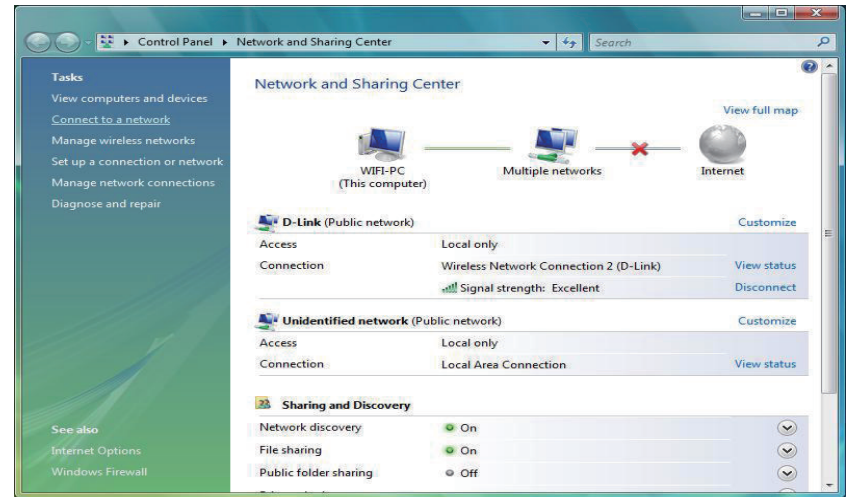 Control Panel ▸ Network and Sharing Center
Search
Tasks
View computers and devices
Connect to a network
Manage wireless networks
Set up a connection or network
Manage network connections
Diagnose and repair
See also
Internet Options
Windows Firewall
Network and Sharing Center
View full map
WIFI-PC
(This computer)
Multiple networks
Internet
D-Link (Public network) Customize
Access Local only
Connection Wireless Network Connection 2 (D-Link) View status
Signal strength: Excellent Disconnect
Unidentified network (Public network) Customize
Access Local only
Connection Local Area Connection View status
Sharing and Discovery
Network discovery On
File sharing On
Public folder sharing Off